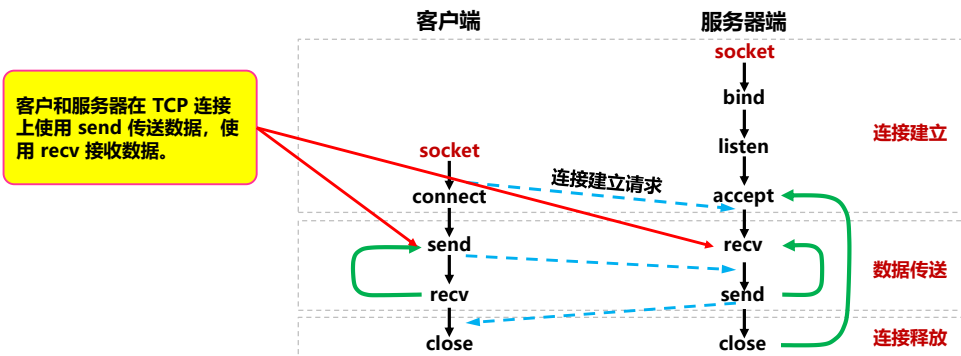 客户端
服务器端
socket
bind
客户和服务器在 TCP 连接
上使用 send 传送数据，使
用 recv 接收数据。
连接建立
listen
socket
连接建立请求
connect
accept
send
recv
数据传送
recv
send
close
close
连接释放